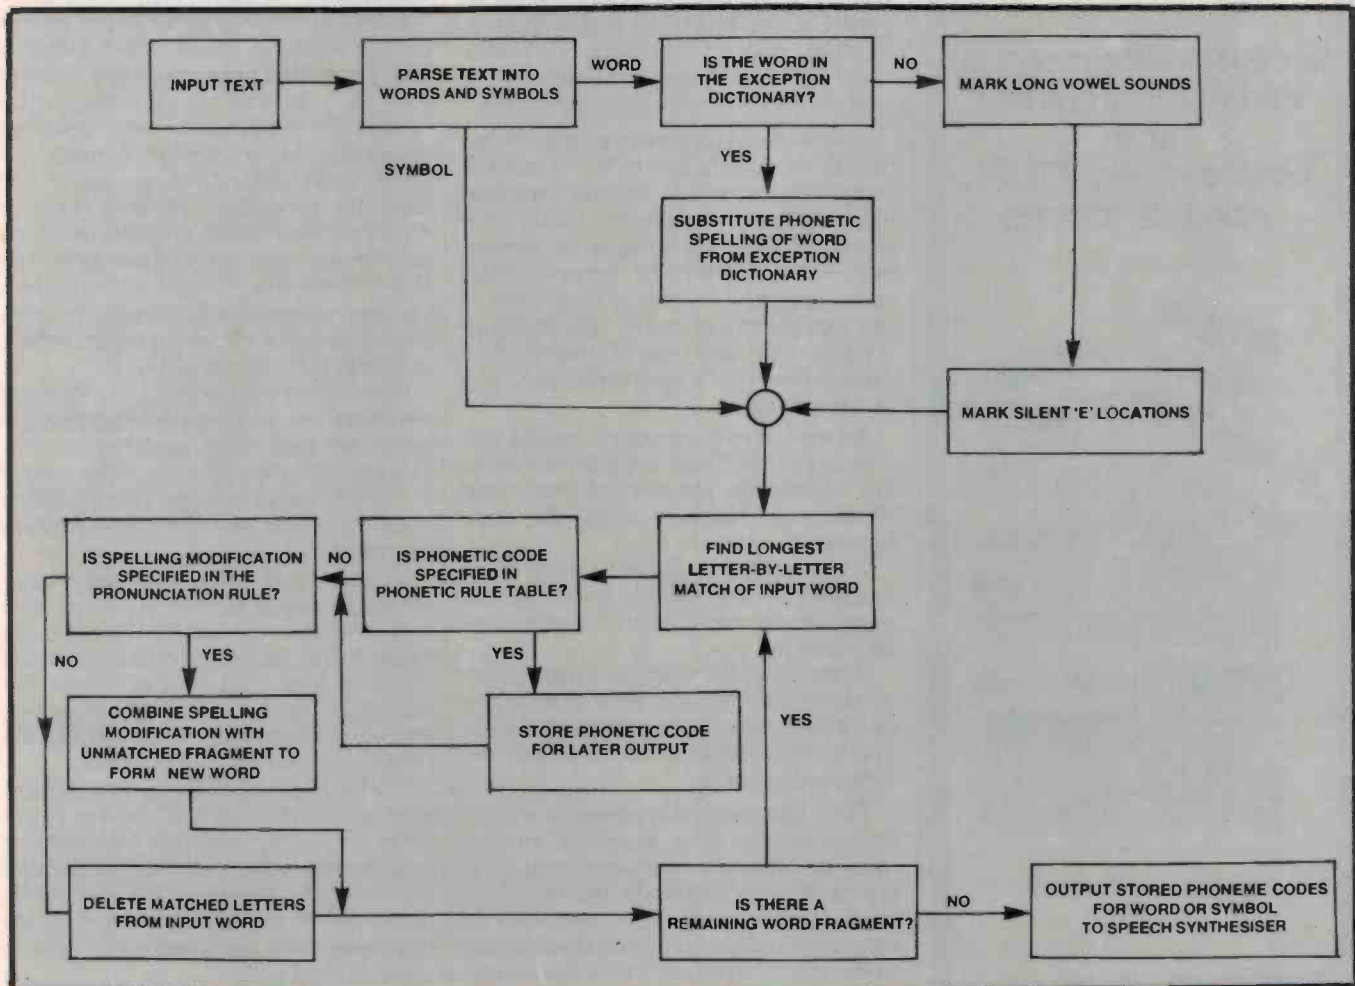 INPUT TEXT
PARSE TEXT INTO
WORDS AND SYMBOLS
WORD
IS THE WORD IN
THE EXCEPTION
DICTIONARY?
NO
MARK LONG VOWEL SOUNDS
SYMBOL
YES
SUBSTITUTE PHONETIC
SPELLING OF WORD
FROM EXCEPTION
DICTIONARY
MARK SILENT 'E' LOCATIONS
IS SPELLING MODIFICATION
SPECIFIED IN THE
PRONUNCIATION RULE?
NO
IS PHONETIC CODE
SPECIFIED IN
PHONETIC RULE TABLE?
FIND LONGEST
LETTER-BY-LETTER
MATCH OF INPUT WORD
NO
YES
YES
YES
COMBINE SPELLING
MODIFICATION WITH
UNMATCHED FRAGMENT TO
FORM NEW WORD
STORE PHONETIC CODE
FOR LATER OUTPUT
DELETE MATCHED LETTERS
FROM INPUT WORD
IS THERE A
REMAINING WORD FRAGMENT?
NO
OUTPUT STORED PHONEME CODES
FOR WORD OR SYMBOL
TO SPEECH SYNTHESISER